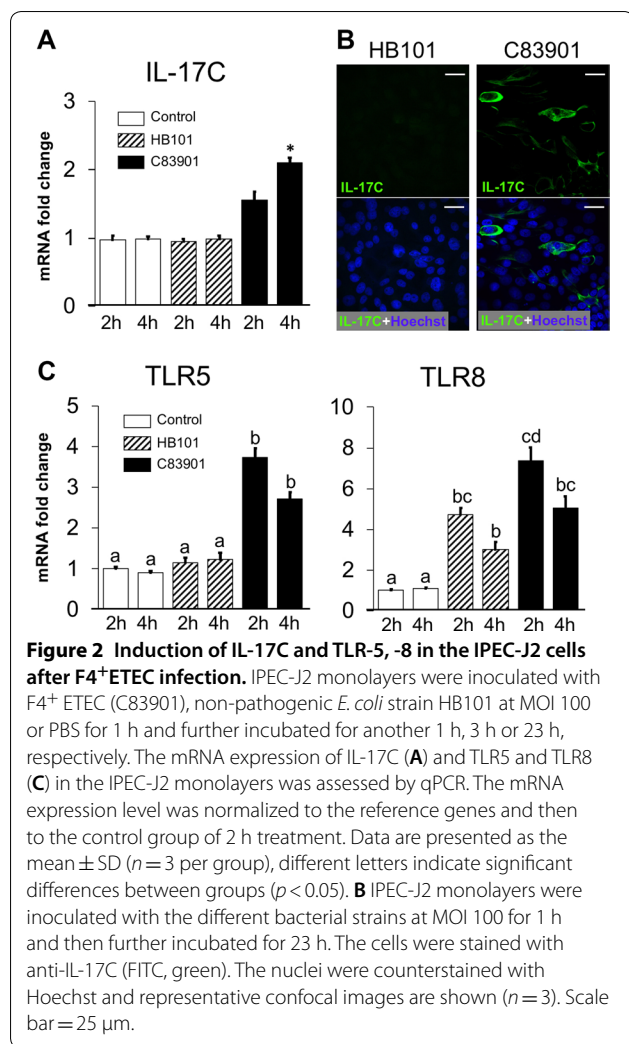 A
IL-17C
mRNA fold change
3
2
1
0
Control
HB101
C83901
*
2h 4h 2h 4h 2h 4h
B
HB101 C83901
IL-17C IL-17C
IL-17C+Hoechst IL-17C+Hoechst
C
TLR5
mRNA fold change
5
4
3
2
1
0
Control
HB101
C83901
a a a a b b
2h 4h 2h 4h 2h 4h
TLR8
10
8
6
4
2
0
a a bc b cd bc
2h 4h 2h 4h 2h 4h
Figure 2 Induction of IL-17C and TLR-5, -8 in the IPEC-J2 cells
after F4⁺ETEC infection. IPEC-J2 monolayers were inoculated with
F4⁺ ETEC (C83901), non-pathogenic E. coli strain HB101 at MOI 100
or PBS for 1 h and further incubated for another 1 h, 3 h or 23 h,
respectively. The mRNA expression of IL-17C (A) and TLR5 and TLR8
(C) in the IPEC-J2 monolayers was assessed by qPCR. The mRNA
expression level was normalized to the reference genes and then
to the control group of 2 h treatment. Data are presented as the
mean ± SD (n = 3 per group), different letters indicate significant
differences between groups (p < 0.05). B IPEC-J2 monolayers were
inoculated with the different bacterial strains at MOI 100 for 1 h
and then further incubated for 23 h. The cells were stained with
anti-IL-17C (FITC, green). The nuclei were counterstained with
Hoechst and representative confocal images are shown (n = 3). Scale
bar = 25 µm.